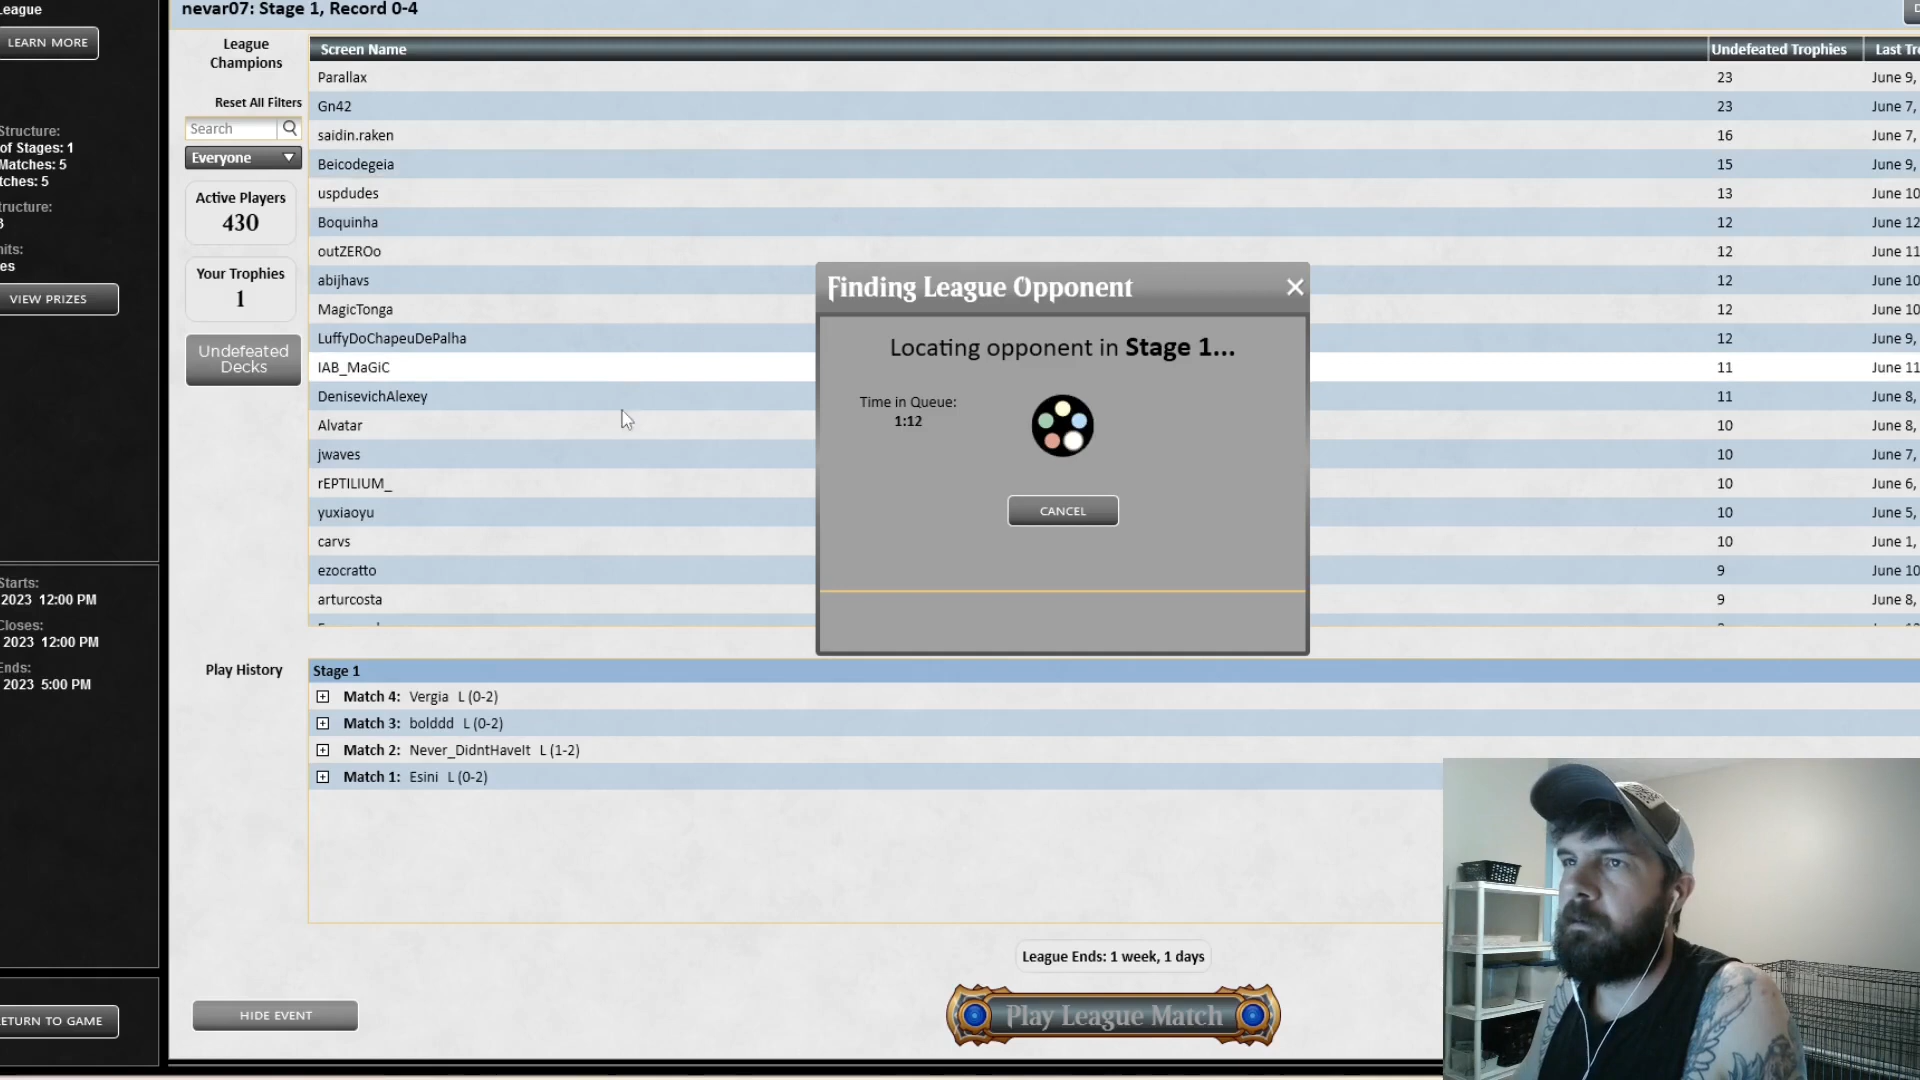 League
LEARN MORE
Structure:
of Stages: 1
Matches: 5
tches: 5
tructure:
3
nits:
es
VIEW PRIZES
Starts:
2023 12:00 PM
Closes:
2023 12:00 PM
Ends:
2023 5:00 PM
ETURN TO GAME
nevar07: Stage 1, Record 0-4
League
Champions
Reset All Filters
Search
Everyone
Active Players
430
Your Trophies
1
Undefeated
Decks
Screen Name Undefeated Trophies Last Tr
Parallax 23 June 9,
Gn42 23 June 7,
saidin.raken 16 June 7,
Beicodegeia 15 June 9,
uspdudes 13 June 10
Boquinha 12 June 12
outZEROo 12 June 11
abijhavs 12 June 10
MagicTonga 12 June 10
LuffyDoChapeuDePalha 12 June 9,
IAB_MaGiC 11 June 11
DenisevichAlexey 11 June 8,
Alvatar 10 June 8,
jwaves 10 June 7,
rEPTILIUM_ 10 June 6,
yuxiaoyu 10 June 5,
carvs 10 June 1,
ezocratto 9 June 10
arturcosta 9 June 8,
Finding League Opponent
Locating opponent in Stage 1...
Time in Queue:
1:12
CANCEL
Play History
Stage 1
Match 4: Vergia L (0-2)
Match 3: bolddd L (0-2)
Match 2: Never_DidntHaveIt L (1-2)
Match 1: Esini L (0-2)
League Ends: 1 week, 1 days
HIDE EVENT
Play League Match